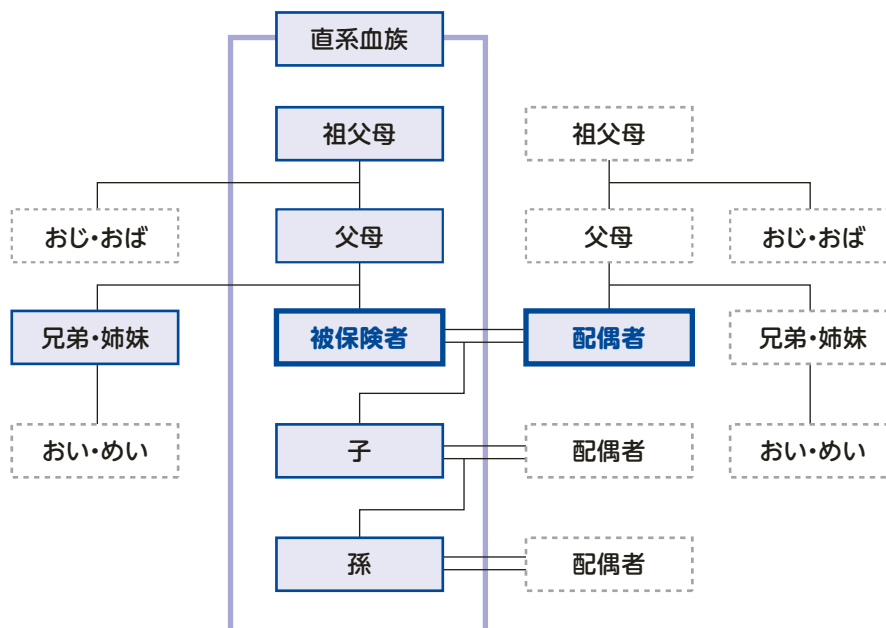 直系血族
祖父母
祖父母
おじ・おば
父母
父母
おじ・おば
兄弟・姉妹
被保険者
配偶者
兄弟・姉妹
おい・めい
子
配偶者
おい・めい
孫
配偶者